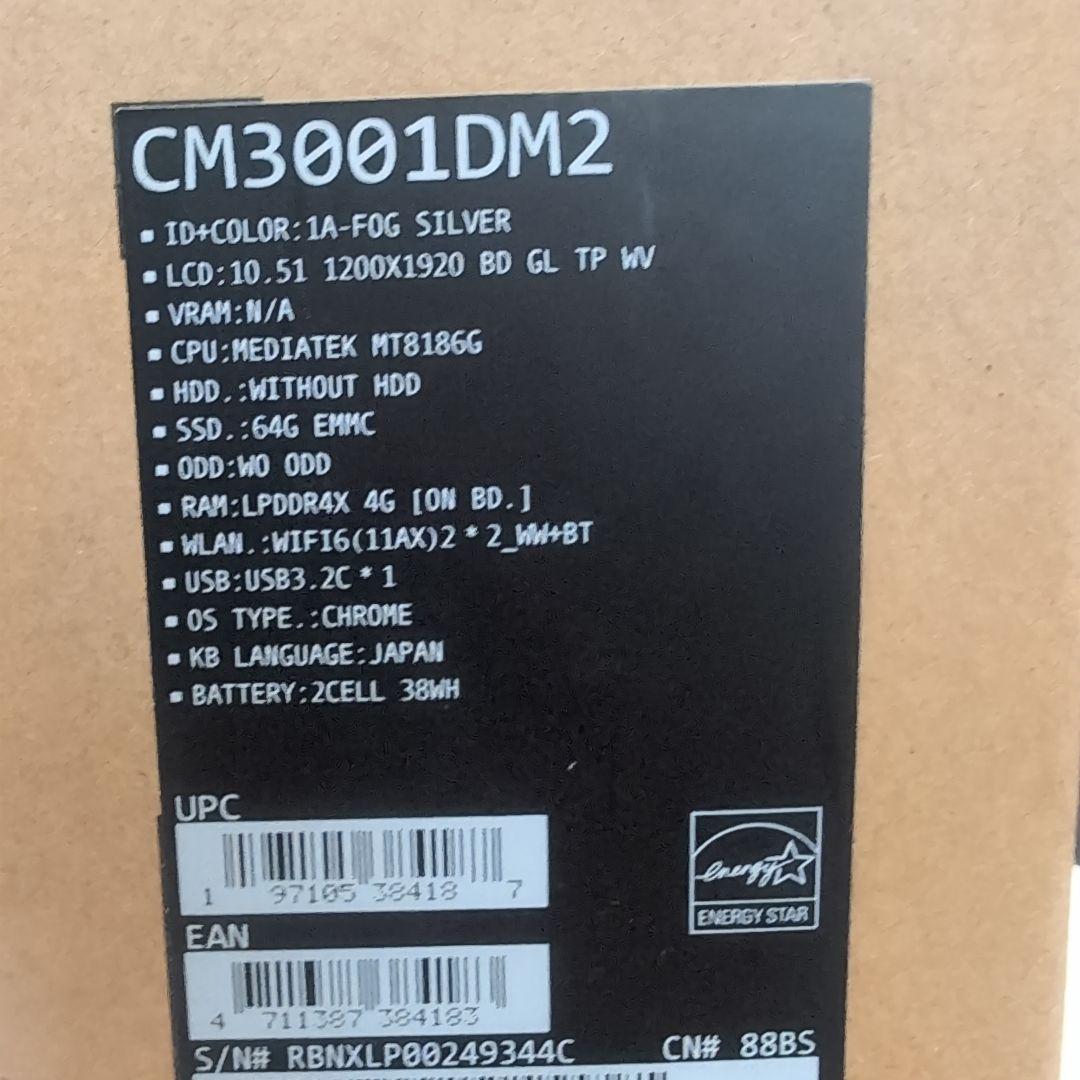 CM3001DM2
▪ ID+COLOR:1A-FOG SILVER
▪ LCD:10.51 1200X1920 BD GL TP WV
▪ VRAM:N/A
▪ CPU:MEDIATEK MT8186G
▪ HDD.:WITHOUT HDD
▪ SSD.:64G EMMC
▪ ODD:WO ODD
▪ RAM:LPDDR4X 4G [ON BD.]
▪ WLAN.:WIFI6(11AX)2*2_WW+BT
▪ USB:USB3.2C*1
▪ OS TYPE.:CHROME
▪ KB LANGUAGE:JAPAN
▪ BATTERY:2CELL 38WH
UPC
1 97105 38418 7
energy
ENERGY STAR
EAN
4 711387 384183
S/N# RBNXLP00249344C CN# 88BS